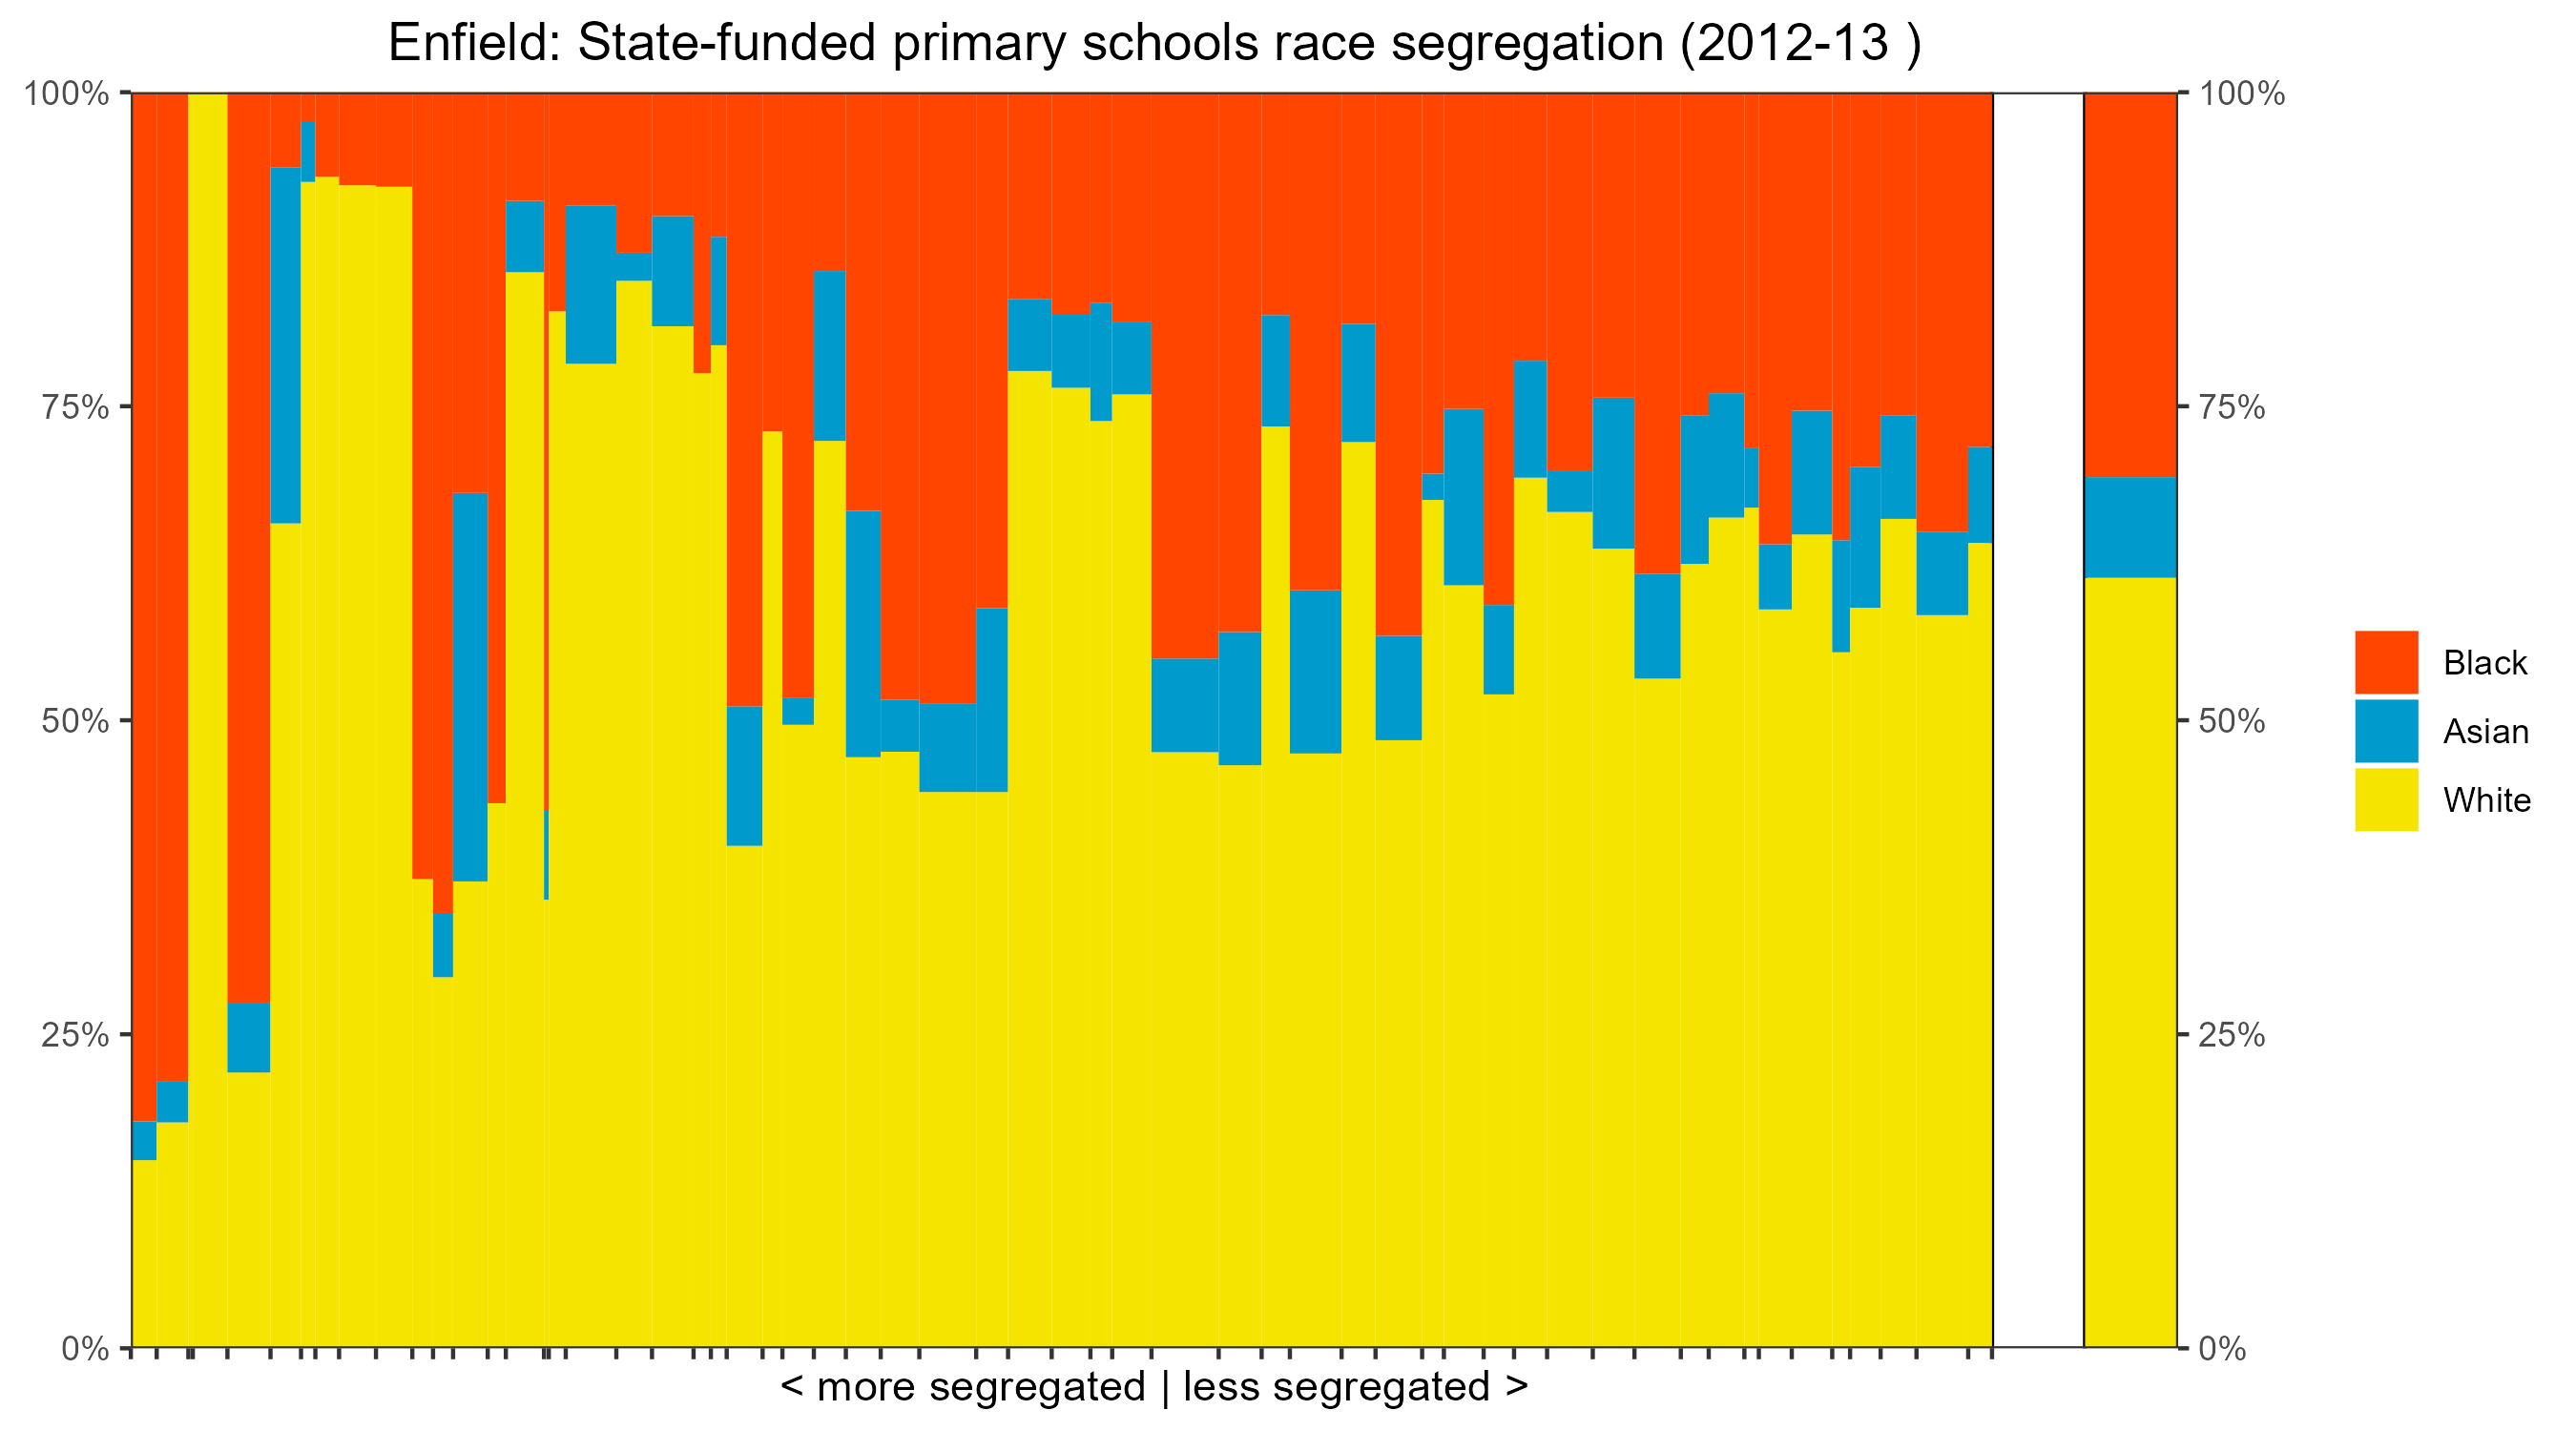 Enfield: State-funded primary schools race segregation (2012-13 )
100%
75%
50%
25%
0%
100%
75%
50%
25%
0%
< more segregated | less segregated >
Black
Asian
White